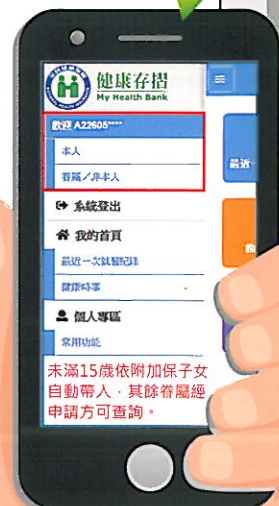 健康存摺
My Health Bank
歡迎 A22605****
本人
眷屬/非本人
系統登出
我的首頁
最近一次就醫紀錄
健康時事
個人專區
常用功能
最近
未滿15歲依附加保子女
自動帶入，其餘眷屬經
申請方可查詢。